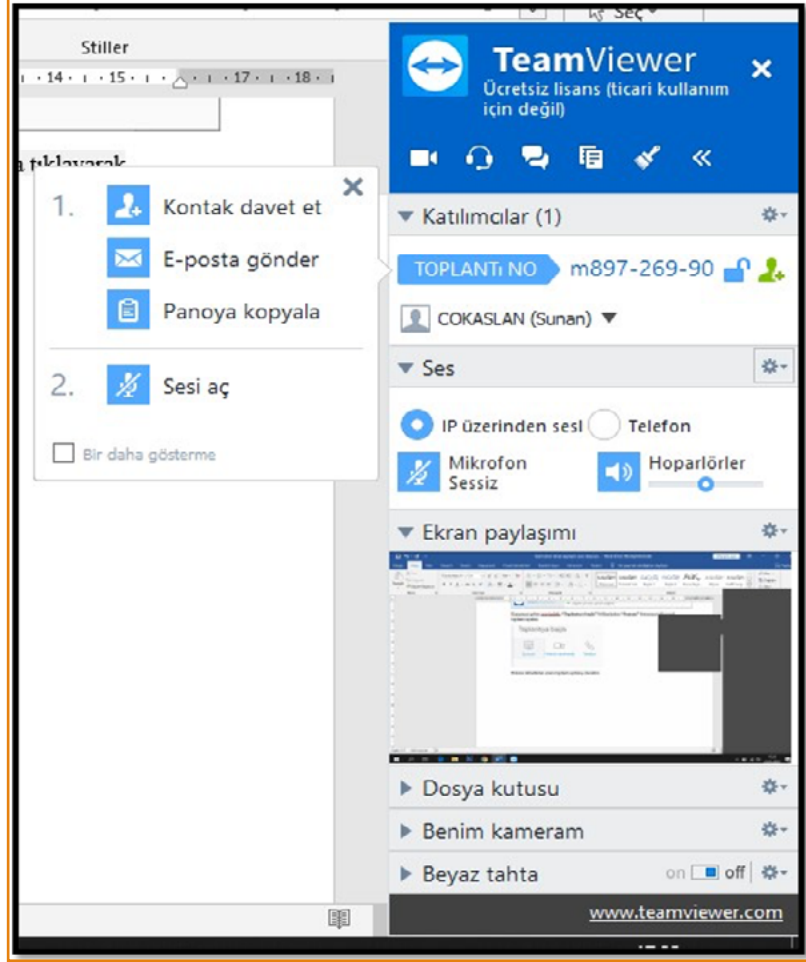 Seç
Stiller
14 15 17 18
tıklayarak
1. Kontak davet et
E-posta gönder
Panoya kopyala
2. Sesi aç
Bir daha gösterme
TeamViewer
Ücretsiz lisans (ticari kullanım
için değil)
Katılımcılar (1)
TOPLANTı NO m897-269-90
COKASLAN (Sunan)
Ses
IP üzerinden sesl Telefon
Mikrofon
Sessiz
Hoparlörler
Ekran paylaşımı
Toplantıya başla
Dosya kutusu
Benim kameram
Beyaz tahta on off
www.teamviewer.com